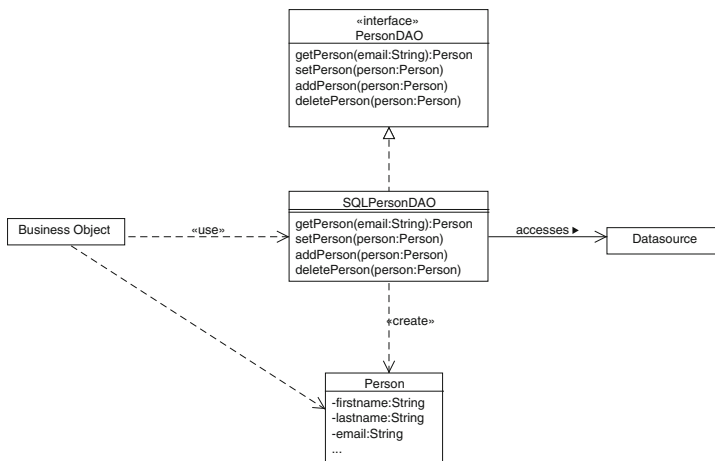 «interface»
PersonDAO
getPerson(email:String):Person
setPerson(person:Person)
addPerson(person:Person)
deletePerson(person:Person)
SQLPersonDAO
getPerson(email:String):Person
setPerson(person:Person)
addPerson(person:Person)
deletePerson(person:Person)
Business Object
«use»
accesses
Datasource
«create»
Person
-firstname:String
-lastname:String
-email:String
...